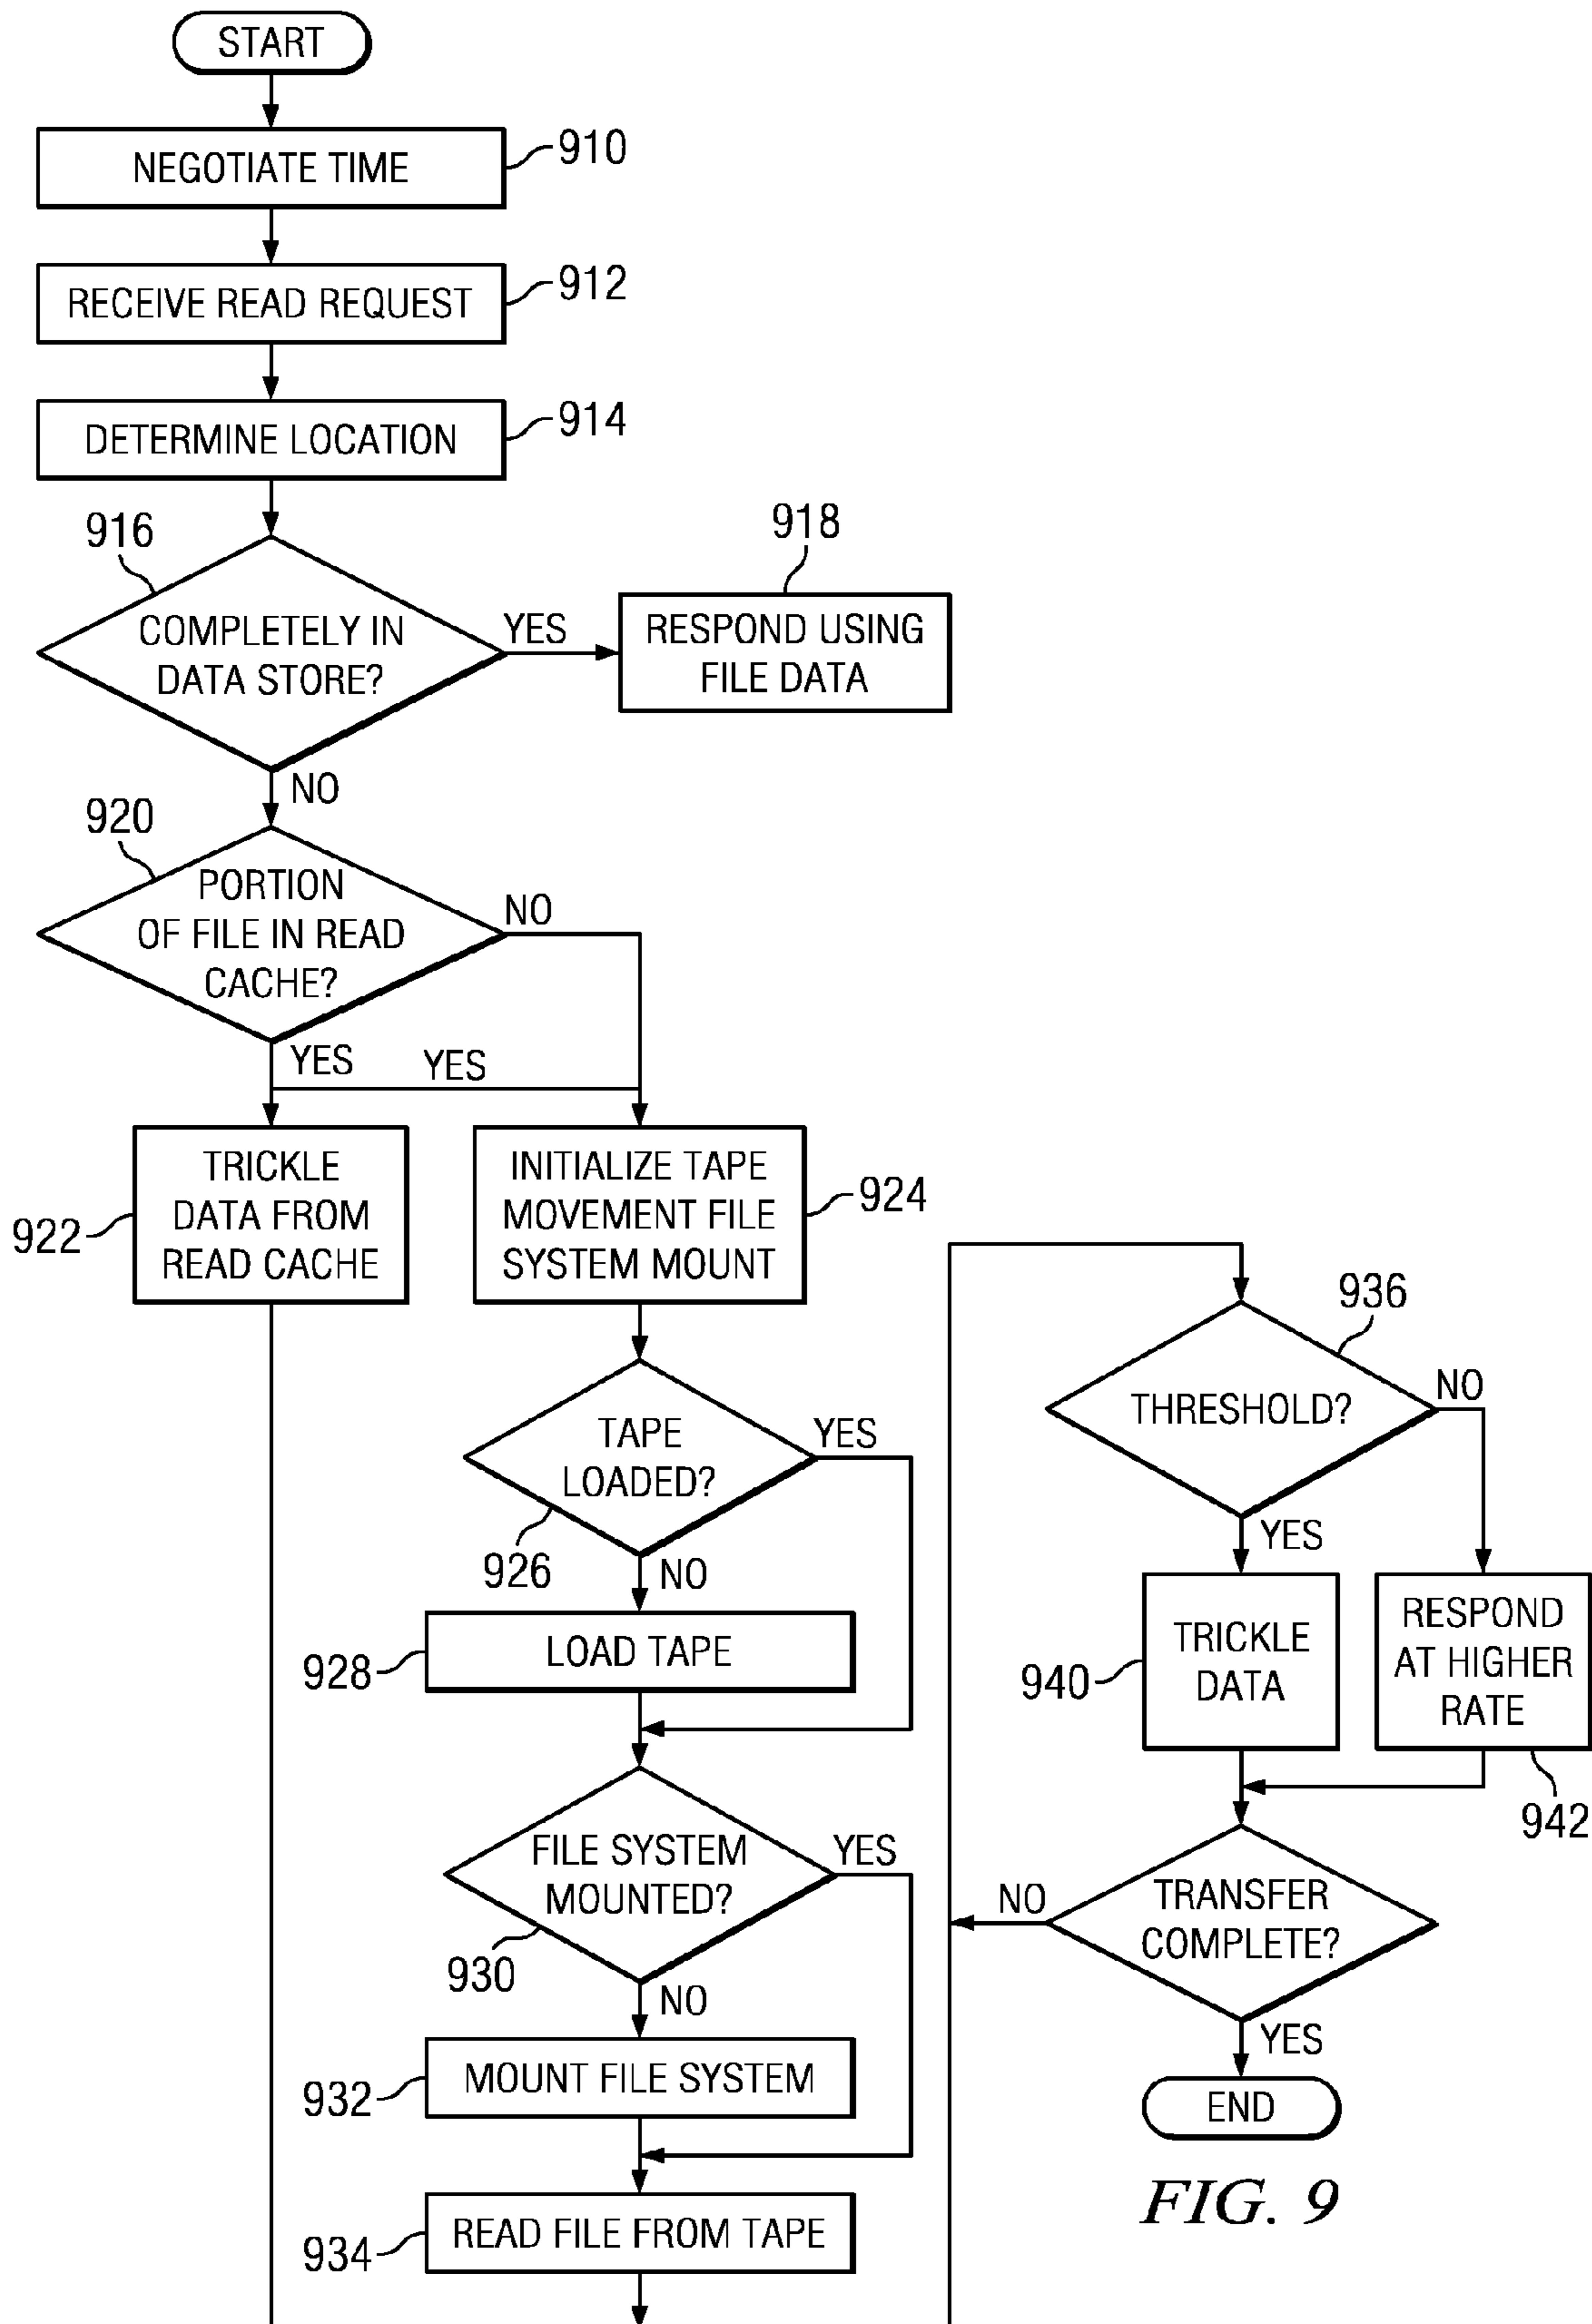 START
NEGOTIATE TIME
910
RECEIVE READ REQUEST
912
DETERMINE LOCATION
914
916
COMPLETELY IN
DATA STORE?
YES
918
RESPOND USING
FILE DATA
NO
920
PORTION
OF FILE IN READ
CACHE?
NO
YES
YES
TRICKLE
DATA FROM
READ CACHE
922
INITIALIZE TAPE
MOVEMENT FILE
SYSTEM MOUNT
924
TAPE
LOADED?
YES
926
NO
LOAD TAPE
928
FILE SYSTEM
MOUNTED?
YES
930
NO
MOUNT FILE SYSTEM
932
READ FILE FROM TAPE
934
936
THRESHOLD?
NO
YES
TRICKLE
DATA
940
RESPOND
AT HIGHER
RATE
942
TRANSFER
COMPLETE?
NO
YES
END
FIG. 9